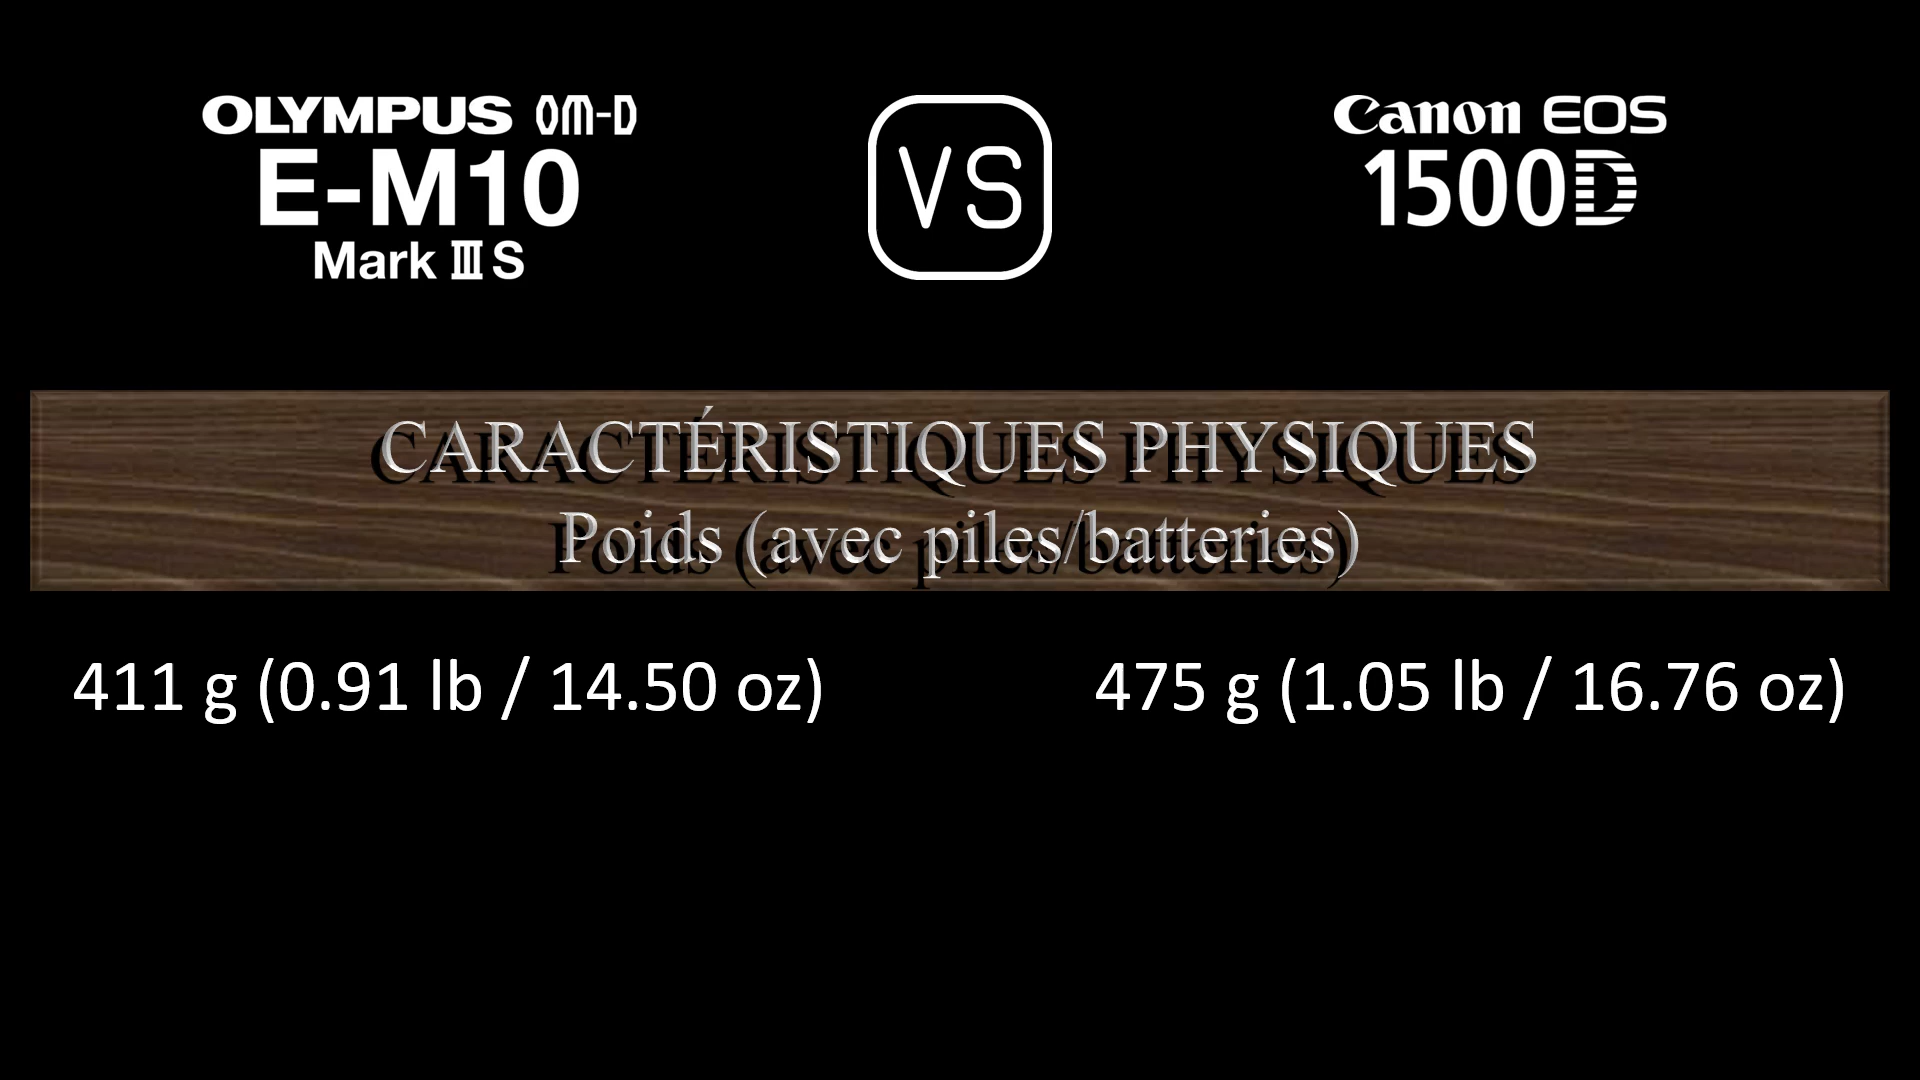 OLYMPUS OM-D
E-M10
Mark III S
VS
Canon EOS
1500D
CARACTÉRISTIQUES PHYSIQUES
Poids (avec piles/batteries)
411 g (0.91 lb / 14.50 oz)
475 g (1.05 lb / 16.76 oz)